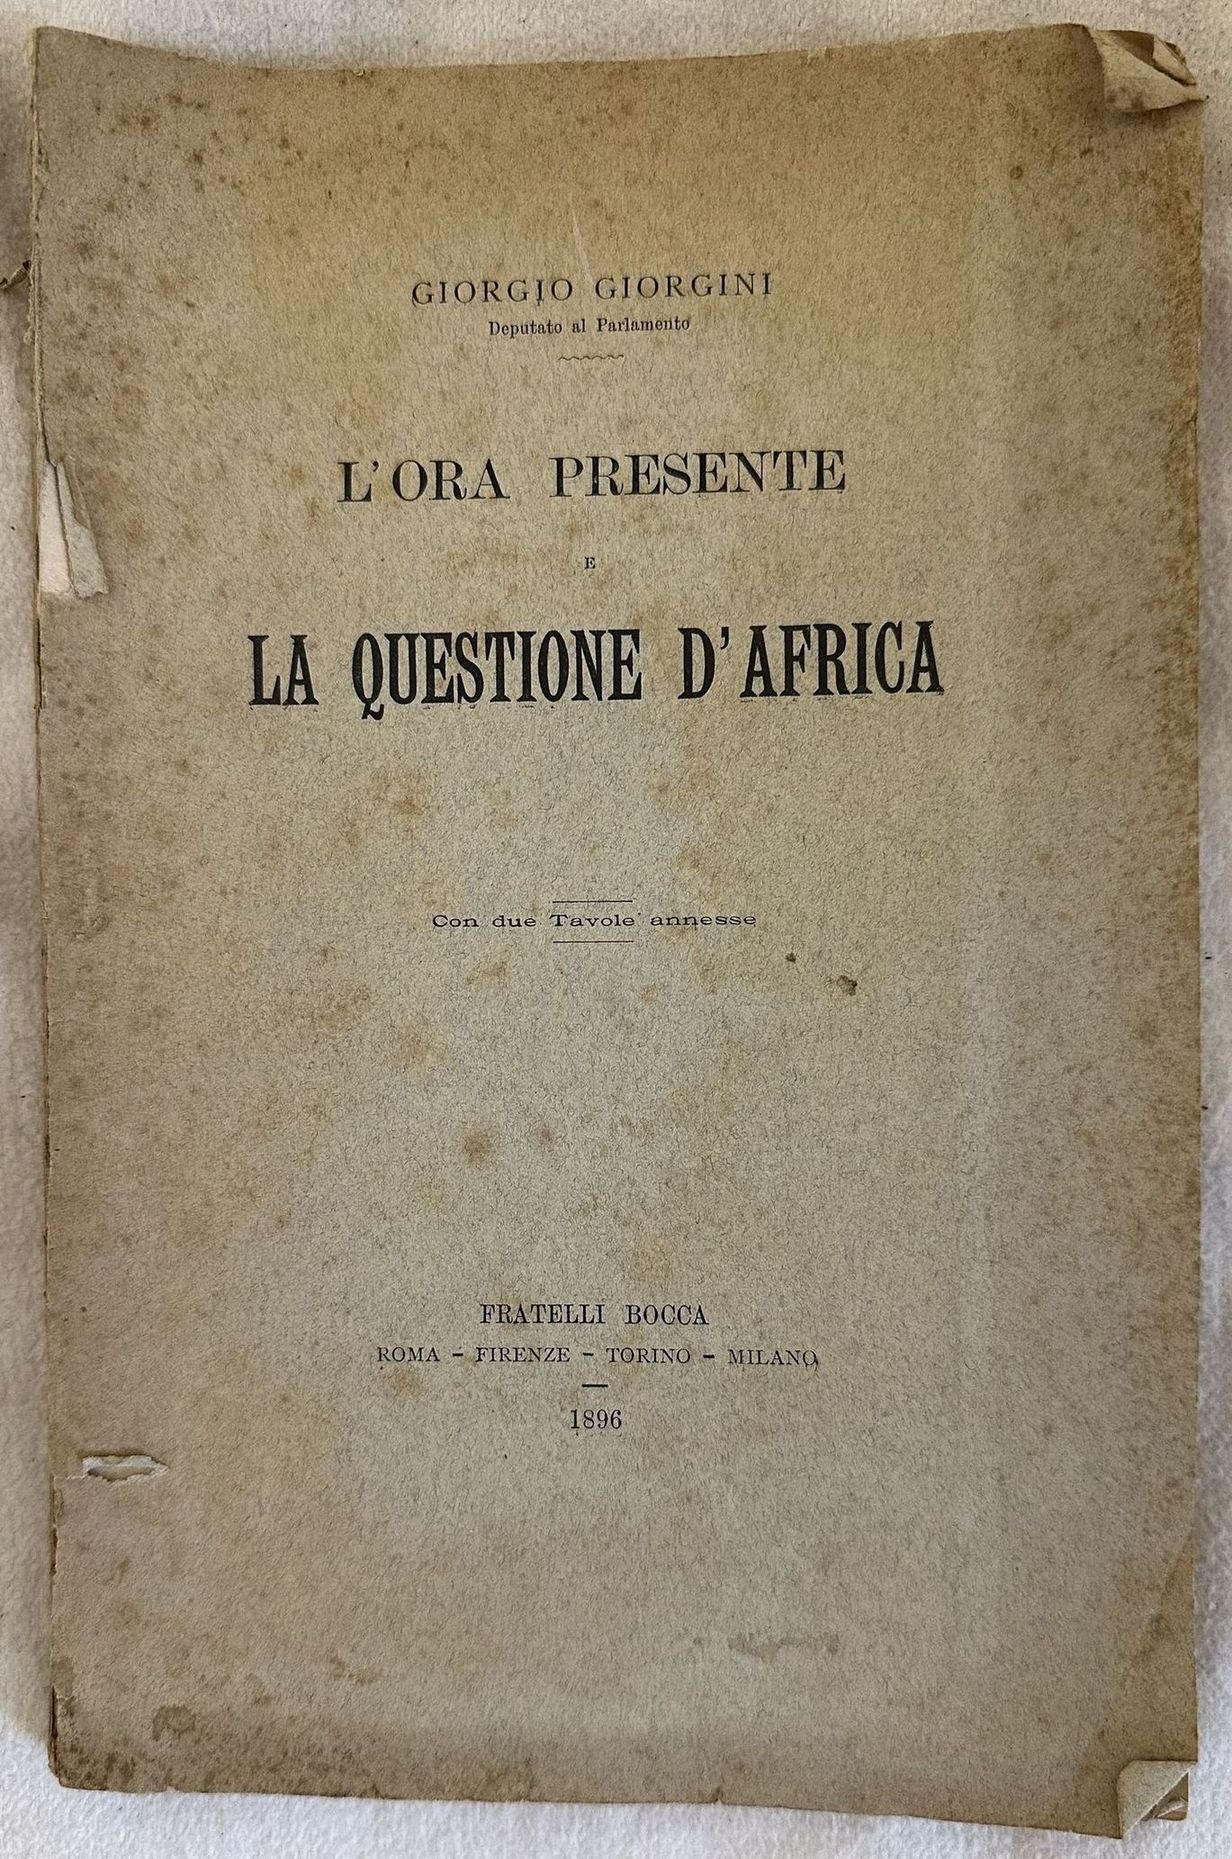 GIORGIO GIORGINI
Deputato al Parlamento
L'ORA PRESENTE
E
LA QUESTIONE D'AFRICA
Con due Tavole annesse
FRATELLI BOCCA
ROMA - FIRENZE - TORINO - MILANO
1896